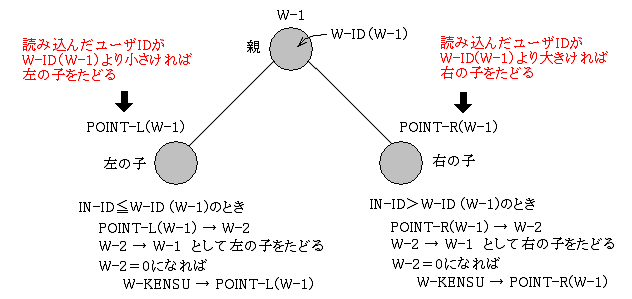 W-1
W-ID(W-1)
親
読み込んだユーザIDが
W-ID(W-1)より小さければ
左の子をたどる
読み込んだユーザIDが
W-ID(W-1)より大きければ
右の子をたどる
POINT-L(W-1)
POINT-R(W-1)
左の子
右の子
IN-ID≦W-ID(W-1)のとき
POINT-L(W-1) → W-2
W-2 → W-1 として左の子をたどる
W-2=0になれば
W-KENSU → POINT-L(W-1)
IN-ID>W-ID(W-1)のとき
POINT-R(W-1) → W-2
W-2 → W-1 として右の子をたどる
W-2=0になれば
W-KENSU → POINT-R(W-1)